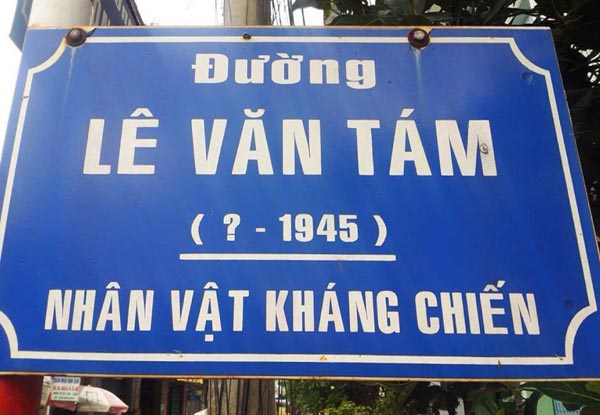 Đường
LÊ VĂN TÁM
( ? - 1945 )
NHÂN VẬT KHÁNG CHIẾN